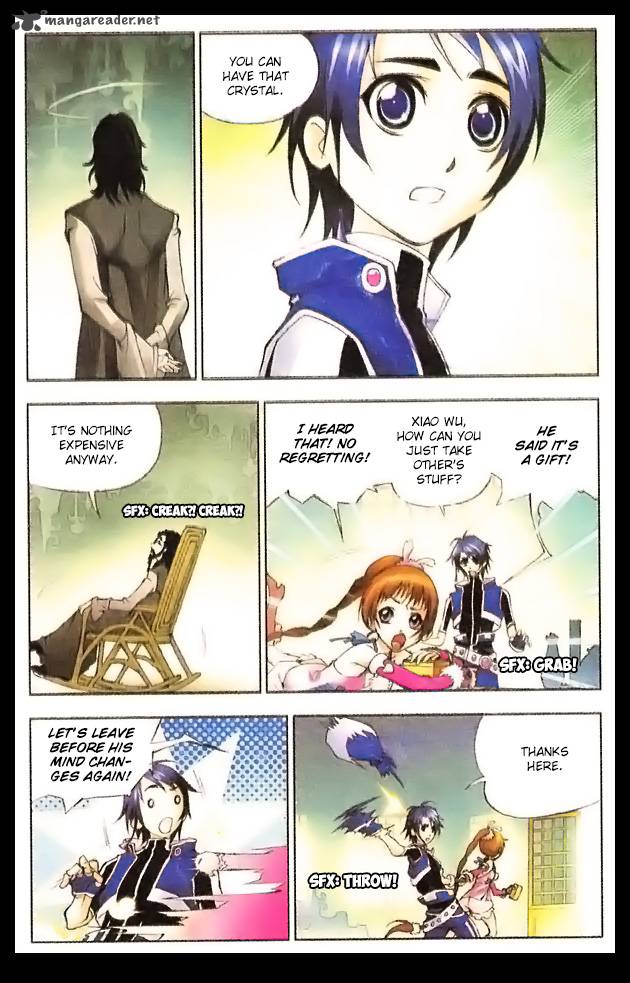 mangareader.net
YOU CAN
HAVE THAT
CRYSTAL.
IT'S NOTHING
EXPENSIVE
ANYWAY.
SFX: CREAK?! CREAK?!
I HEARD
THAT! NO
REGRETTING!
XIAO WU,
HOW CAN YOU
JUST TAKE
OTHER'S
STUFF?
HE
SAID IT'S
A GIFT!
SFX: GRAB!
LET'S LEAVE
BEFORE HIS
MIND CHAN-
GES AGAIN!
THANKS
HERE.
SFX: THROW!